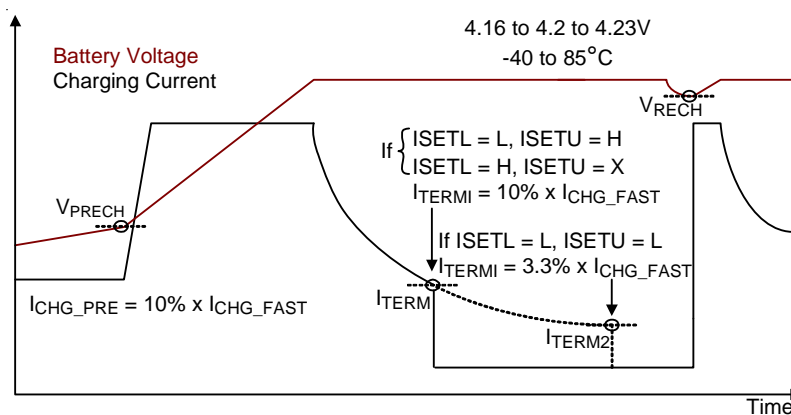 4.16 to 4.2 to 4.23V
-40 to 85°C
Battery Voltage
Charging Current
VRECH
If
ISETL = L, ISETU = H
ISETL = H, ISETU = X
ITERMI = 10% x ICHG_FAST
VPRECH
If ISETL = L, ISETU = L
ITERMI = 3.3% x ICHG_FAST
ICHG_PRE = 10% x ICHG_FAST
ITERM
ITERM2
Time